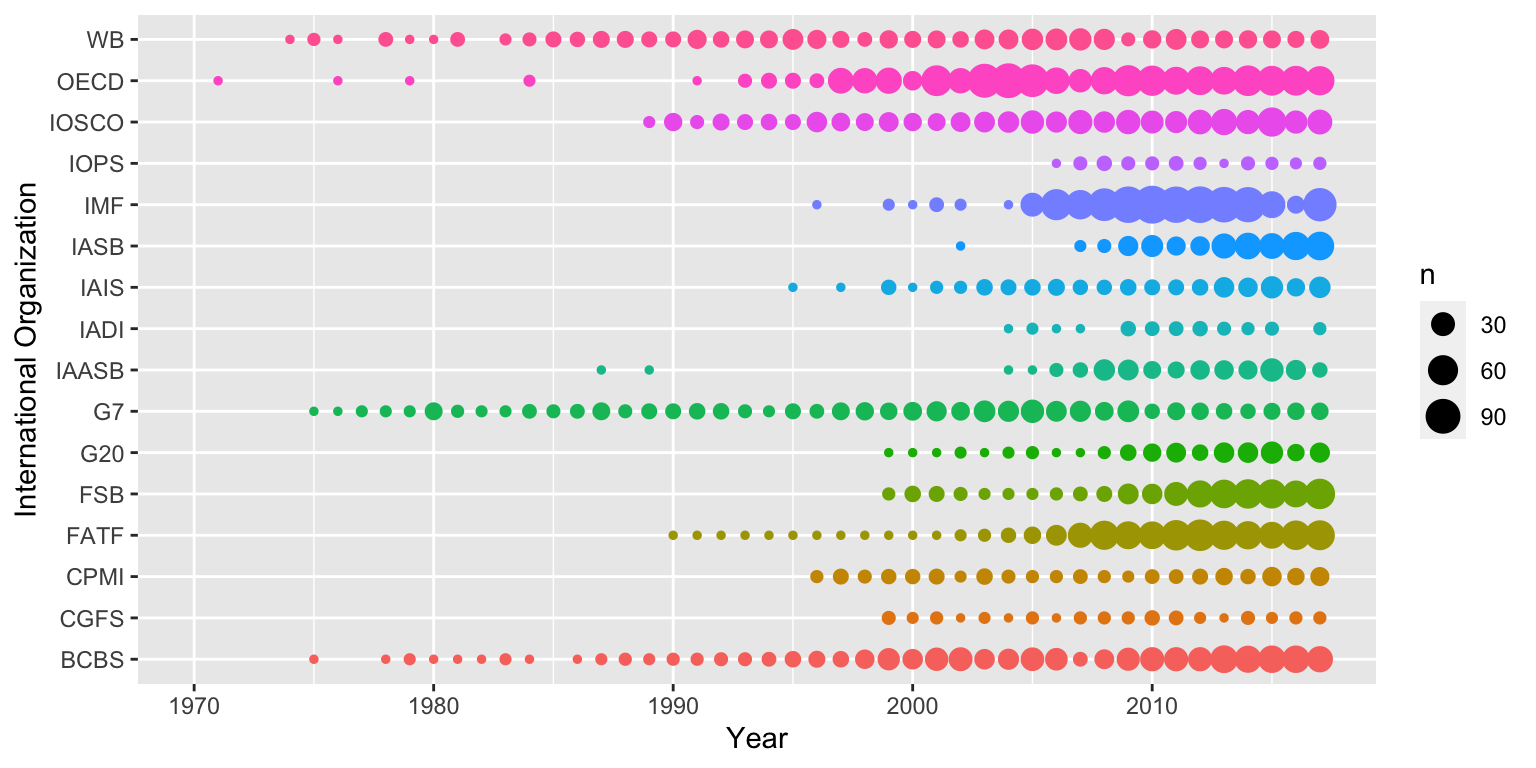 WB
OECD
IOSCO
IOPS
IMF
IASB
IAIS
IADI
IAASB
G7
G20
FSB
FATF
CPMI
CGFS
BCBS
International Organization
1970 1980 1990 2000 2010
Year
n
30
60
90